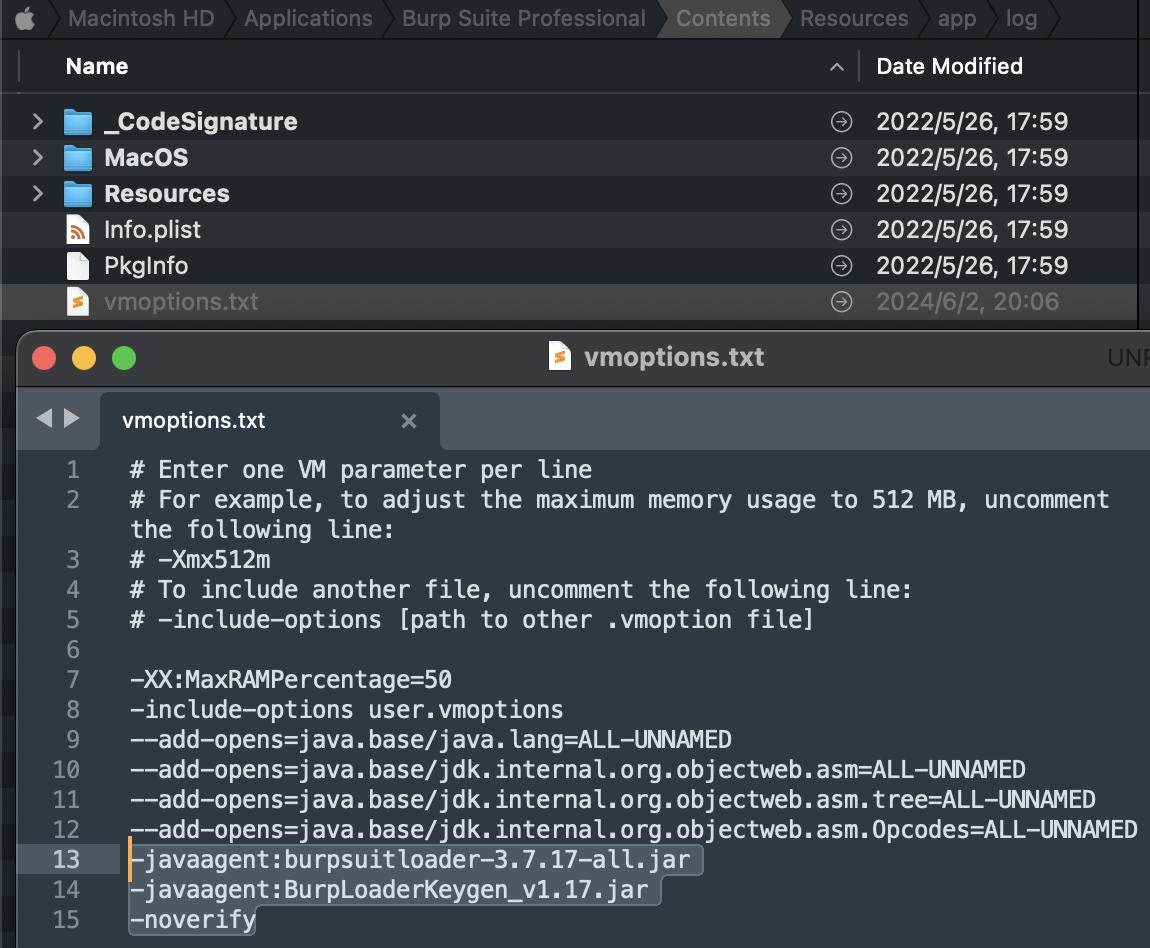 Macintosh HD Applications Burp Suite Professional Contents Resources app log
Name Date Modified
_CodeSignature 2022/5/26, 17:59
MacOS 2022/5/26, 17:59
Resources 2022/5/26, 17:59
Info.plist 2022/5/26, 17:59
PkgInfo 2022/5/26, 17:59
vmoptions.txt 2024/6/2, 20:06
vmoptions.txt
vmoptions.txt
1 # Enter one VM parameter per line
2 # For example, to adjust the maximum memory usage to 512 MB, uncomment
the following line:
3 # -Xmx512m
4 # To include another file, uncomment the following line:
5 # -include-options [path to other .vmoption file]
6
7 -XX:MaxRAMPercentage=50
8 -include-options user.vmoptions
9 --add-opens=java.base/java.lang=ALL-UNNAMED
10 --add-opens=java.base/jdk.internal.org.objectweb.asm=ALL-UNNAMED
11 --add-opens=java.base/jdk.internal.org.objectweb.asm.tree=ALL-UNNAMED
12 --add-opens=java.base/jdk.internal.org.objectweb.asm.Opcodes=ALL-UNNAMED
13 -javaagent:burpsuitloader-3.7.17-all.jar
14 -javaagent:BurpLoaderKeygen_v1.17.jar
15 -noverify